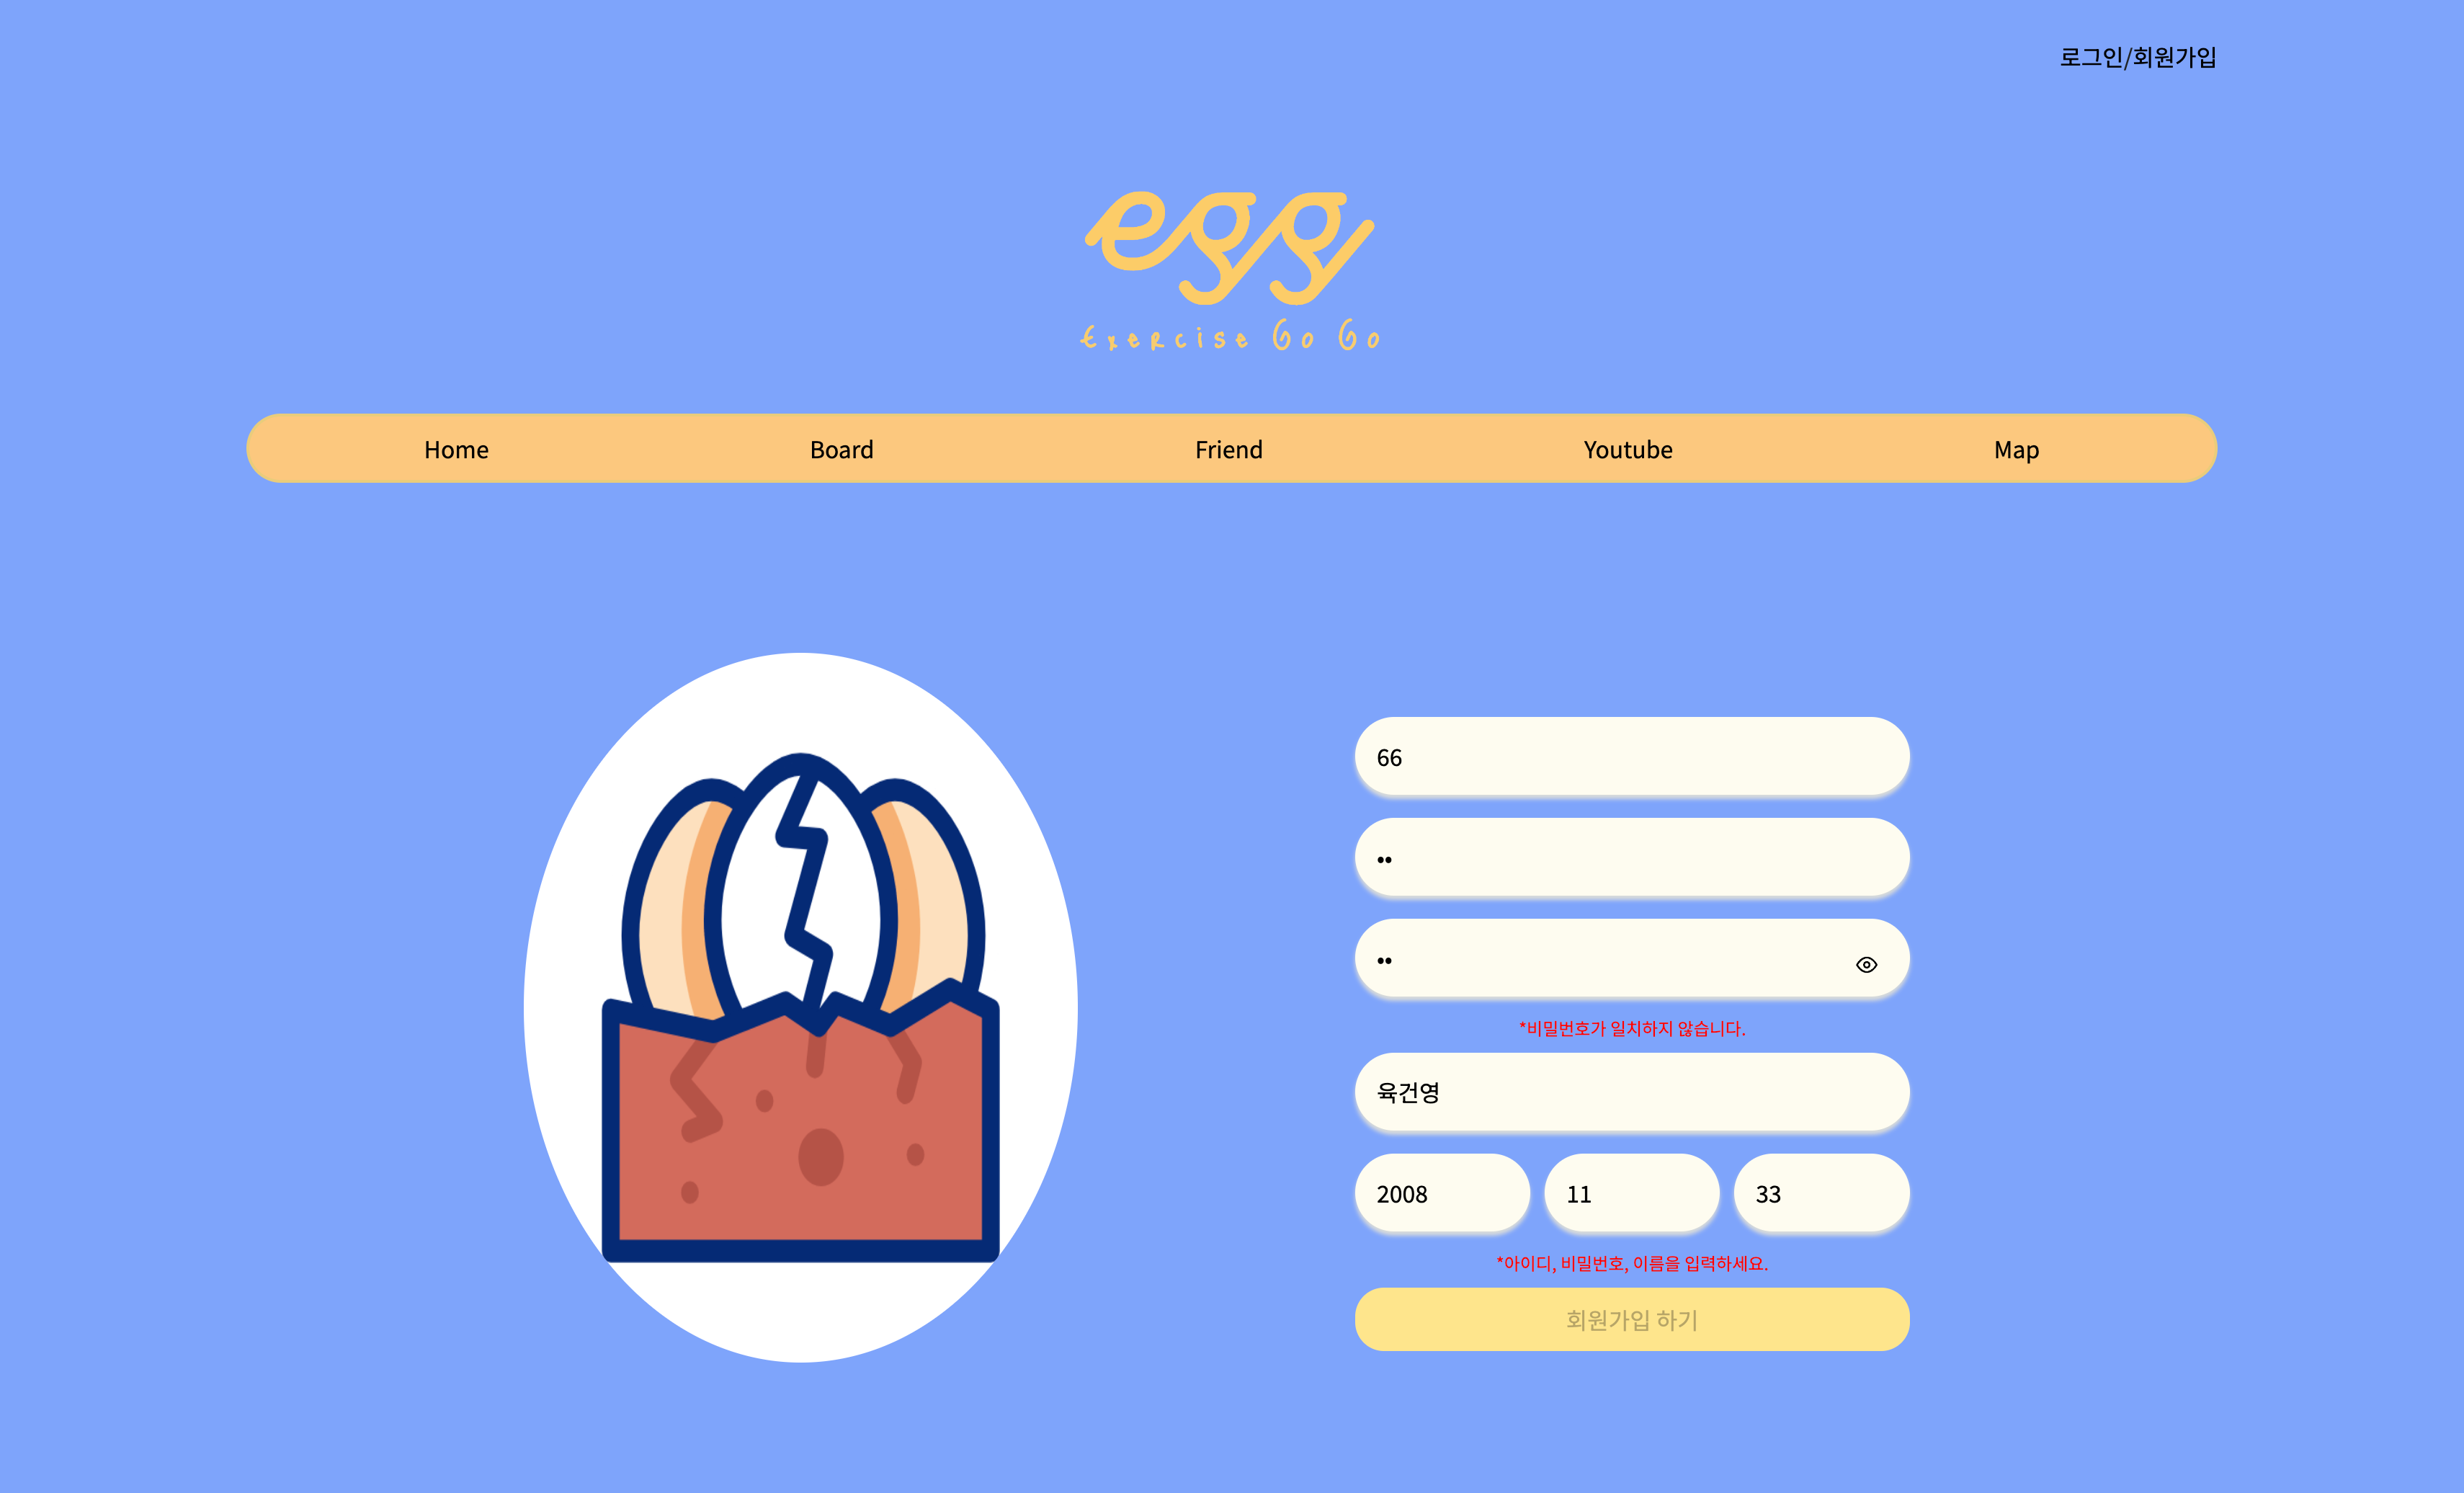 로그인/회원가입
egg
Exercise Go Go
Home Board Friend Youtube Map
66
••
••
*비밀번호가 일치하지 않습니다.
육건영
2008 11 33
*아이디, 비밀번호, 이름을 입력하세요.
회원가입 하기